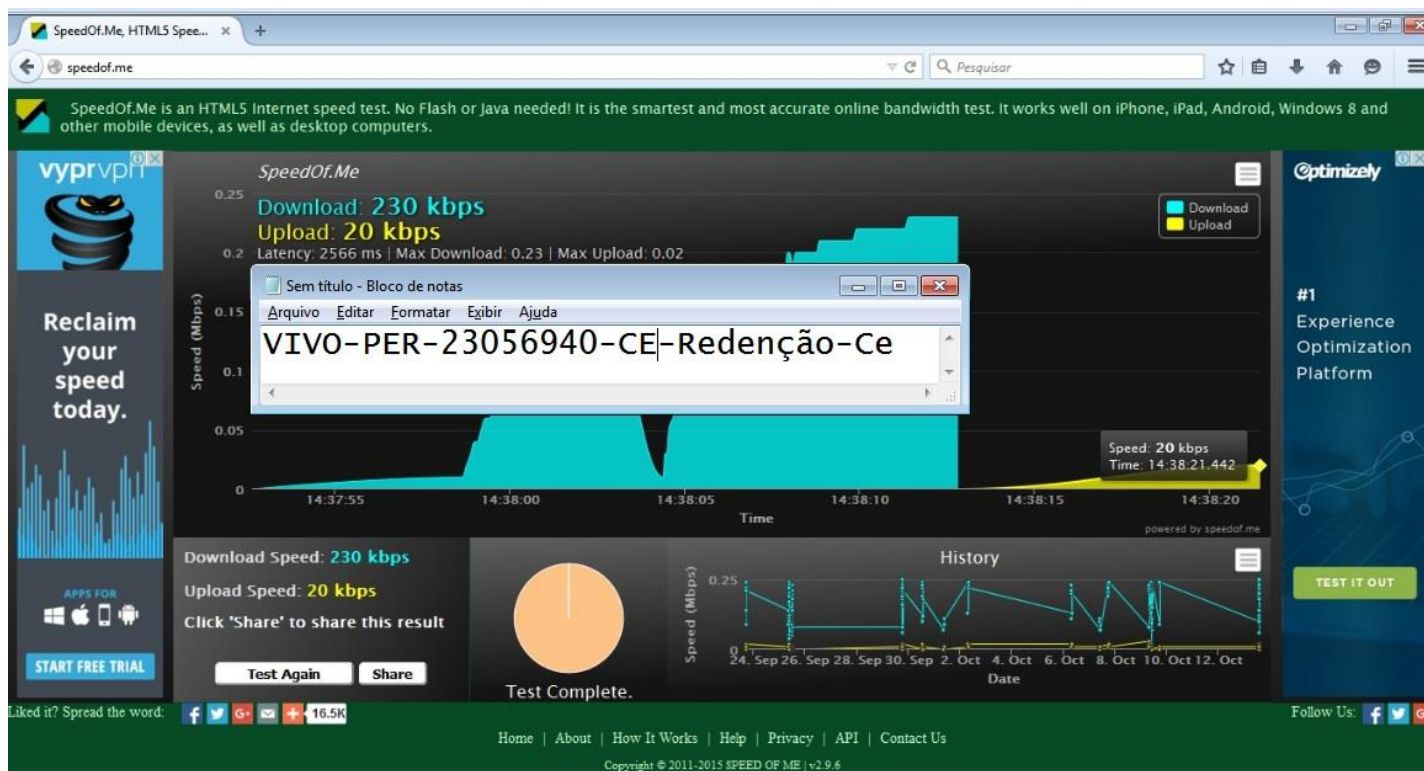 SpeedOf.Me, HTML5 Spee...
speedof.me
Pesquisar
SpeedOf.Me is an HTML5 Internet speed test. No Flash or Java needed! It is the smartest and most accurate online bandwidth test. It works well on iPhone, iPad, Android, Windows 8 and
other mobile devices, as well as desktop computers.
vyprvpn
Reclaim
your
speed
today.
APPS FOR
START FREE TRIAL
SpeedOf.Me
Download: 230 kbps
Upload: 20 kbps
Latency: 2566 ms | Max Download: 0.23 | Max Upload: 0.02
Download
Upload
Sem título - Bloco de notas
Arquivo Editar Formatar Exibir Ajuda
VIVO-PER-23056940-CE-Redenção-Ce
Speed (Mbps)
0.25
0.2
0.15
0.1
0.05
0
Speed: 20 kbps
Time: 14:38:21.442
14:37:55 14:38:00 14:38:05 14:38:10 14:38:15 14:38:20
Time
powered by speedof.me
Download Speed: 230 kbps
Upload Speed: 20 kbps
Click 'Share' to share this result
Test Again Share
Test Complete.
History
Speed (Mbps)
0.25
0
24. Sep 26. Sep 28. Sep 30. Sep 2. Oct 4. Oct 6. Oct 8. Oct 10. Oct 12. Oct
Date
Optimizely
#1
Experience
Optimization
Platform
TEST IT OUT
Liked it? Spread the word: 16.5K
Follow Us:
Home | About | How It Works | Help | Privacy | API | Contact Us
Copyright © 2011-2015 SPEED OF ME | v2.9.6